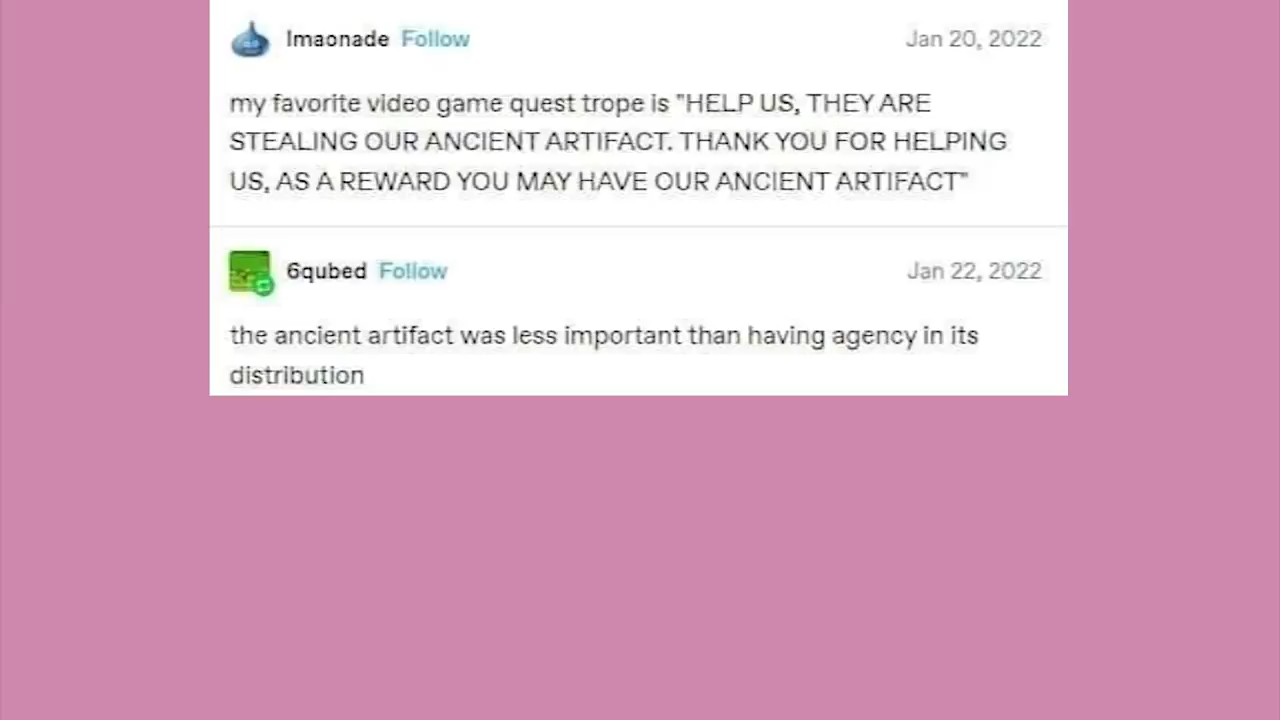 lmaonade Follow Jan 20, 2022
my favorite video game quest trope is "HELP US, THEY ARE
STEALING OUR ANCIENT ARTIFACT. THANK YOU FOR HELPING
US, AS A REWARD YOU MAY HAVE OUR ANCIENT ARTIFACT"
6qubed Follow Jan 22, 2022
the ancient artifact was less important than having agency in its
distribution